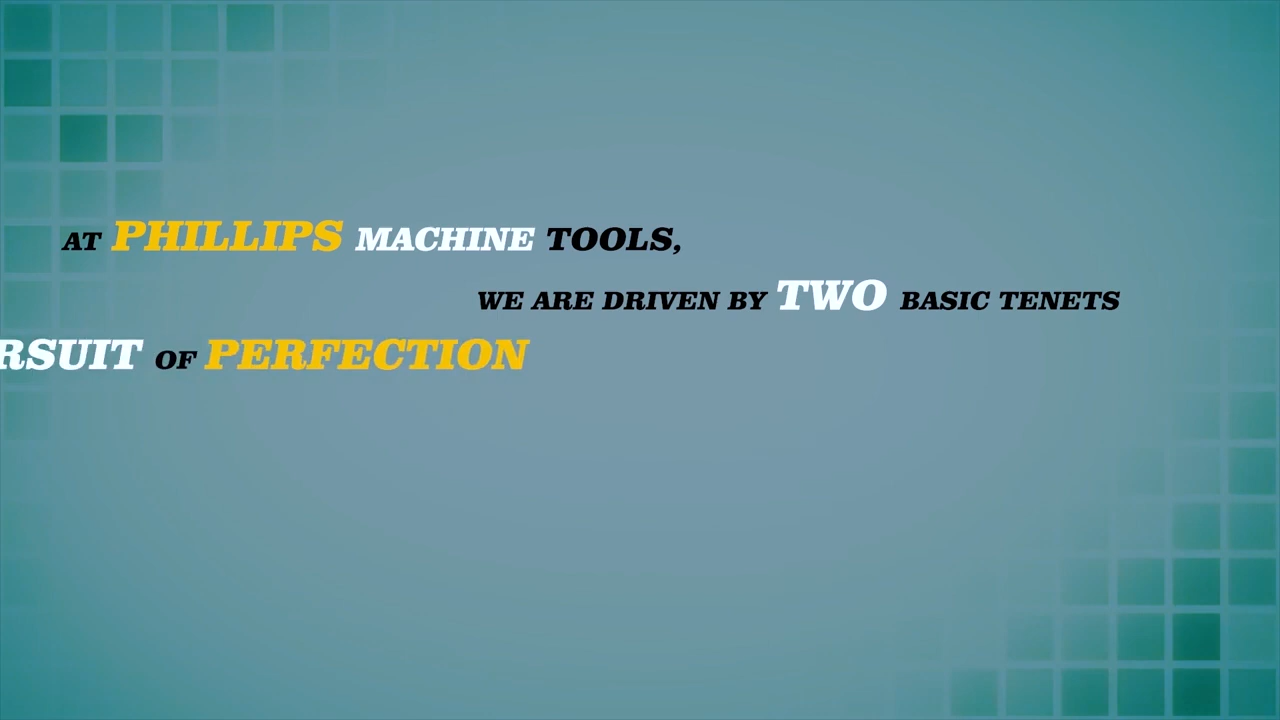 AT PHILLIPS MACHINE TOOLS,
WE ARE DRIVEN BY TWO BASIC TENETS
RSUIT OF PERFECTION